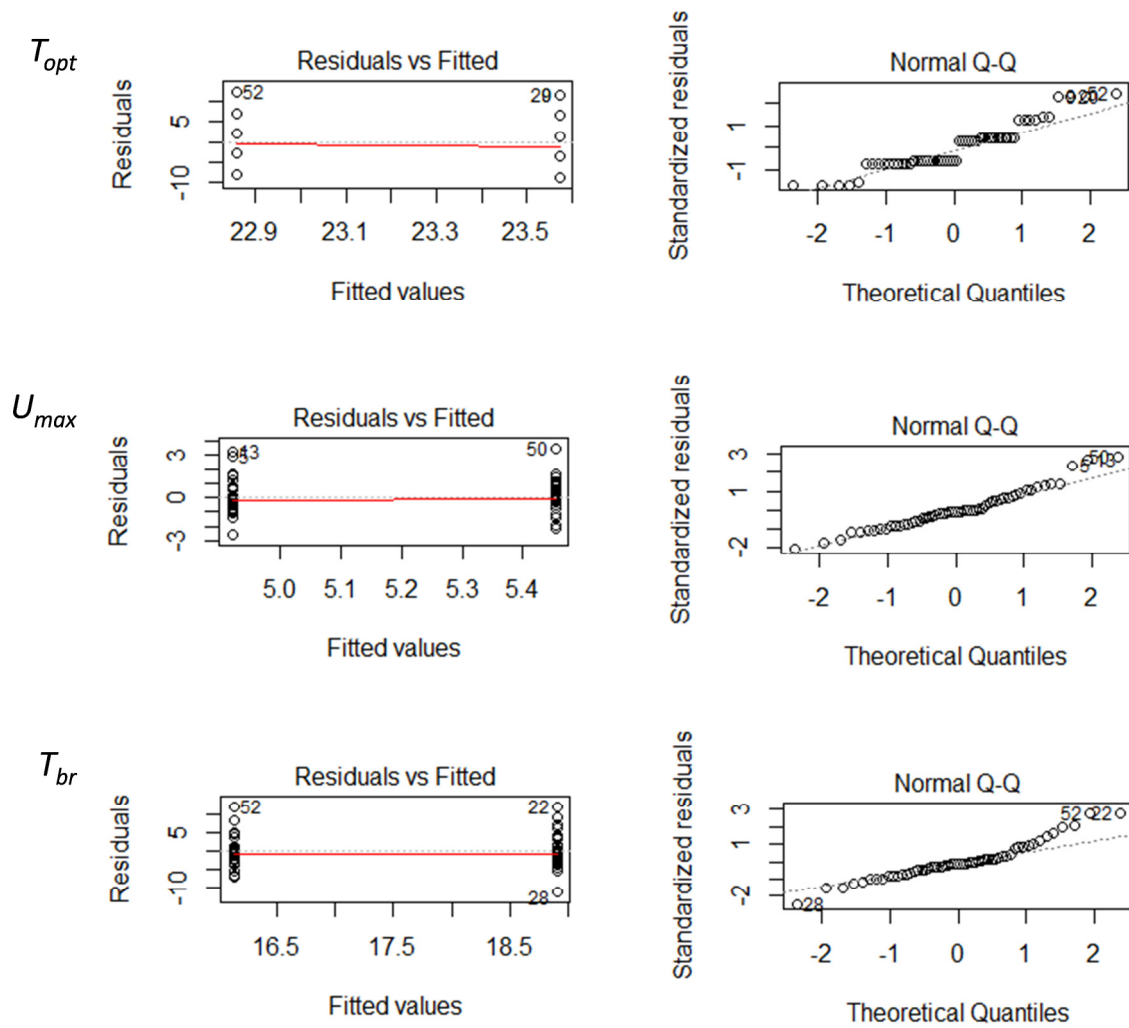 T_opt
Residuals vs Fitted
Residuals
5
-10
52
29
22.9 23.1 23.3 23.5
Fitted values
Normal Q-Q
Standardized residuals
1
-1
52
-2 -1 0 1 2
Theoretical Quantiles
U_max
Residuals vs Fitted
Residuals
3
0
-3
50
5.0 5.1 5.2 5.3 5.4
Fitted values
Normal Q-Q
Standardized residuals
3
1
-2
50
-2 -1 0 1 2
Theoretical Quantiles
T_br
Residuals vs Fitted
Residuals
5
-10
52
22
28
16.5 17.5 18.5
Fitted values
Normal Q-Q
Standardized residuals
3
1
-2
52 22
28
-2 -1 0 1 2
Theoretical Quantiles